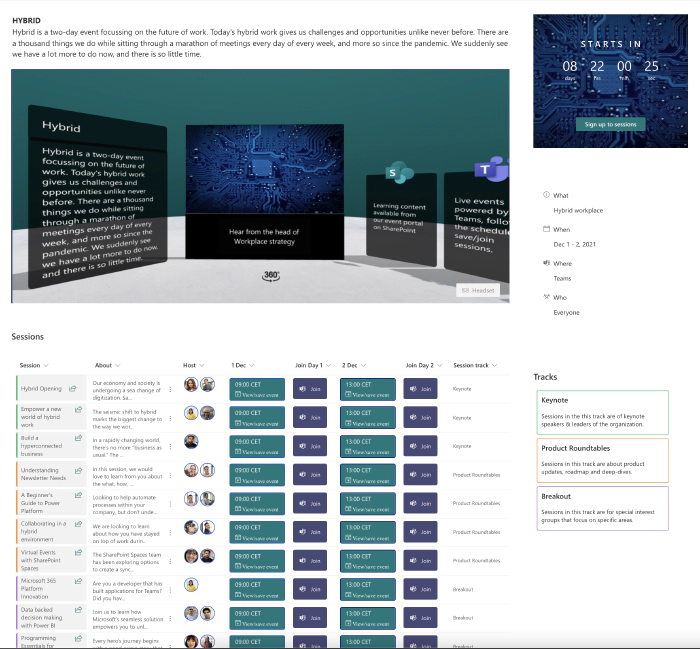 HYBRID
Hybrid is a two-day event focussing on the future of work. Today's hybrid work gives us challenges and opportunities unlike never before. There are
a thousand things we do while sitting through a marathon of meetings every day of every week, and more so since the pandemic. We suddenly see
we have a lot more to do now, and there is so little time.
Hybrid
Hybrid is a two-day event
focussing on the future of
work. Today's hybrid work
gives us challenges and
opportunities unlike never
before. There are a thousand
things we do while sitting
through a marathon of
meetings every day of every
week, and more so since the
pandemic. We suddenly see
we have a lot more to do now,
and there is so little time.
Hear from the head of
Workplace strategy
S
Learning content
available from
our event portal
on SharePoint
T
Live events
powered by
Teams, follo
the schedul
save/join
sessions.
360°
Headset
STARTS IN
08 : 22 : 00 : 25
days hrs min sec
Sign up to sessions
What
Hybrid workplace
When
Dec 1 - 2, 2021
Where
Teams
Who
Everyone
Sessions
Session About Host 1 Dec Join Day 1 2 Dec Join Day 2 Session track
Hybrid Opening
Our economy and society is
undergoing a sea change of
digitization. Sa...
09:00 CET
View/save event
Join
13:00 CET
View/save event
Join
Keynote
Empower a new
world of hybrid
work
The seismic shift to hybrid
marks the biggest change to
the way we wor...
09:00 CET
View/save event
Join
13:00 CET
View/save event
Join
Keynote
Build a
hyperconnected
business
In a rapidly changing world,
there's no more "business as
usual." The ...
09:00 CET
View/save event
Join
13:00 CET
View/save event
Join
Keynote
Understanding
Newsletter Needs
In this session, we would
love to learn from you about
the what, how, ...
09:00 CET
View/save event
Join
13:00 CET
View/save event
Join
Product Roundtables
A Beginner's
Guide to Power
Platform
Looking to help automate
processes within your
company, but don't unde...
09:00 CET
View/save event
Join
13:00 CET
View/save event
Join
Product Roundtables
Collaborating in a
hybrid
environment
We are looking to learn
about how you have stayed
on top of work durin...
09:00 CET
View/save event
Join
13:00 CET
View/save event
Join
Product Roundtables
Virtual Events
with SharePoint
Spaces
The SharePoint Spaces team
has been exploring options
to create a sync...
09:00 CET
View/save event
Join
13:00 CET
View/save event
Join
Product Roundtables
Microsoft 365
Platform
Innovation
Are you a developer that has
built applications for Teams?
Did you hav...
09:00 CET
View/save event
Join
13:00 CET
View/save event
Join
Breakout
Data backed
decision making
with Power BI
Join us to learn how
Microsoft's seamless solution
empowers you to unl...
09:00 CET
View/save event
Join
13:00 CET
View/save event
Join
Breakout
Programming
Essentials for
Every hero's journey begins
09:00 CET
View/save event
Join
13:00 CET
View/save event
Join
Breakout
Tracks
Keynote
Sessions in the this track are of keynote
speakers & leaders of the organization.
Product Roundtables
Sessions in this track are about product
updates, roadmap and deep-dives.
Breakout
Sessions in this track are for special interest
groups that focus on specific areas.